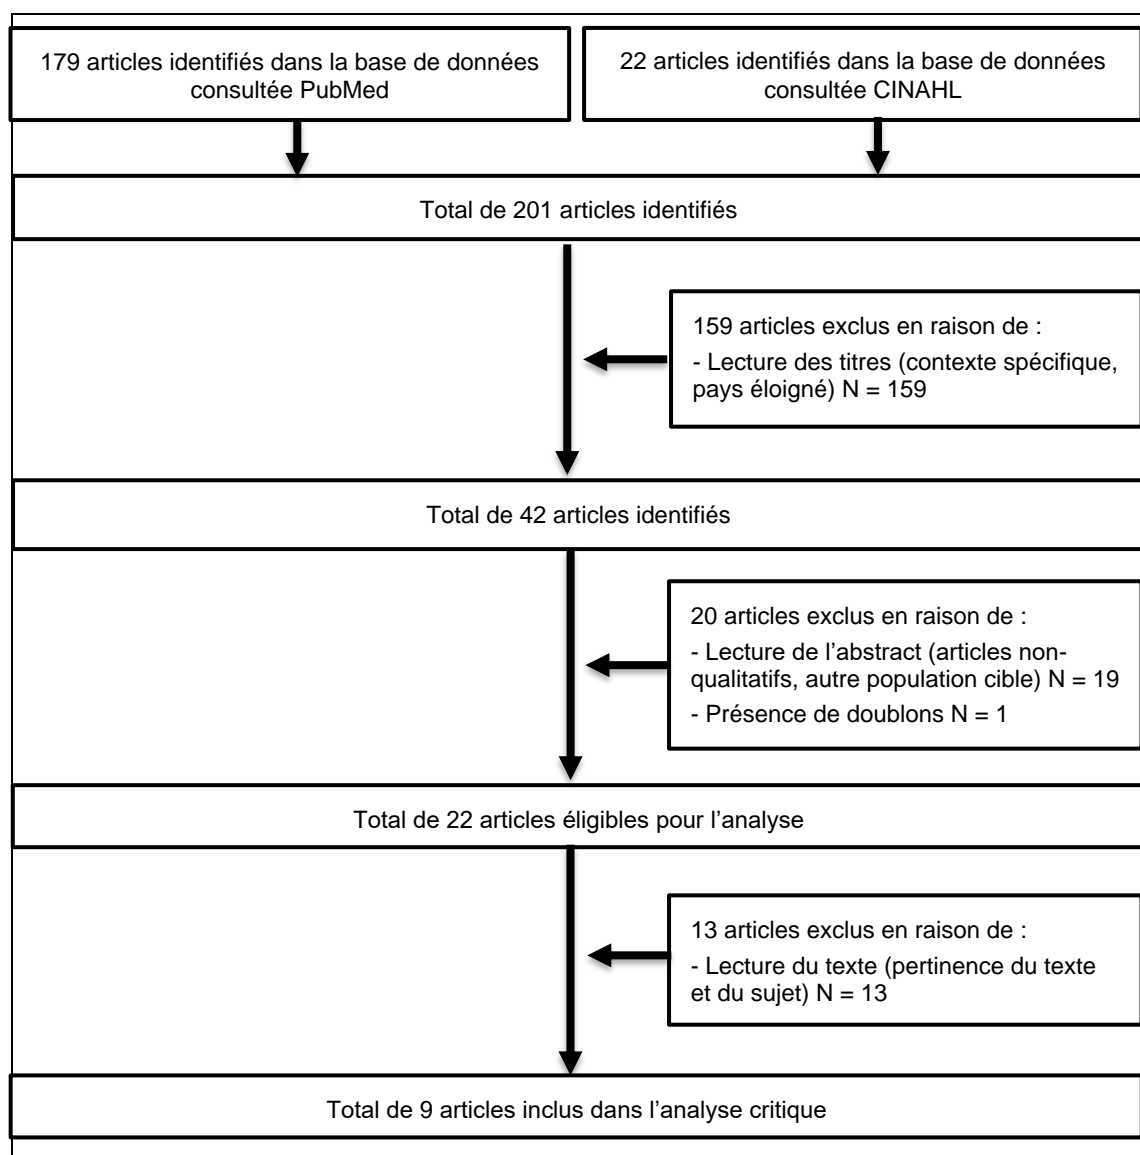 179 articles identifiés dans la base de données
consultée PubMed
22 articles identifiés dans la base de données
consultée CINAHL
Total de 201 articles identifiés
159 articles exclus en raison de :
- Lecture des titres (contexte spécifique,
pays éloigné) N = 159
Total de 42 articles identifiés
20 articles exclus en raison de :
- Lecture de l’abstract (articles non-
qualitatifs, autre population cible) N = 19
- Présence de doublons N = 1
Total de 22 articles éligibles pour l’analyse
13 articles exclus en raison de :
- Lecture du texte (pertinence du texte
et du sujet) N = 13
Total de 9 articles inclus dans l’analyse critique